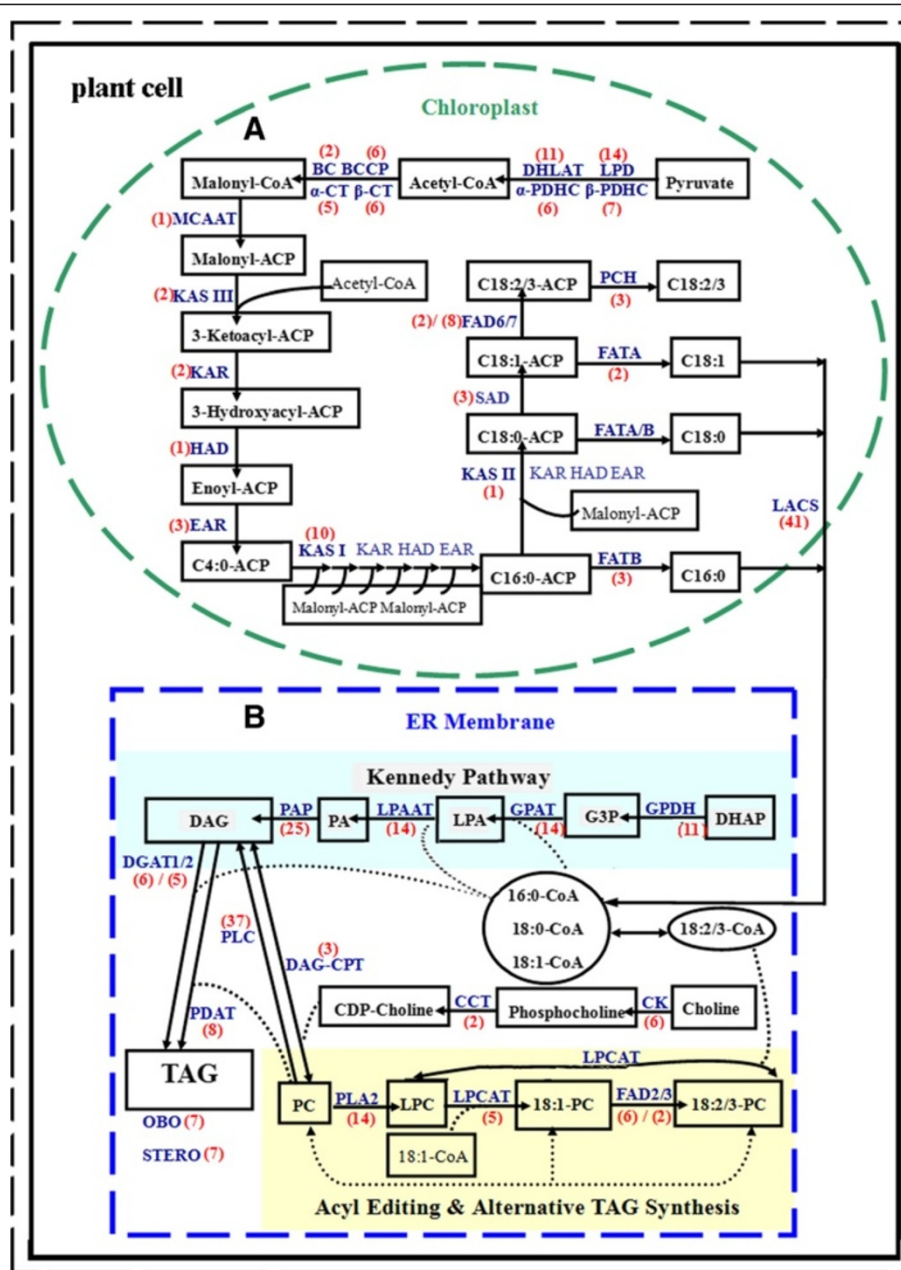 plant cell
Chloroplast
A
(2) (6) (11) (14)
Malonyl-CoA BC BCCP Acetyl-CoA DHLAT LPD Pyruvate
α-CT β-CT α-PDHC β-PDHC
(5) (6) (6) (7)
(1) MCAAT
Malonyl-ACP
(2) KAS III
Acetyl-CoA
3-Ketoacyl-ACP
(2) KAR
3-Hydroxyacyl-ACP
(1) HAD
Enoyl-ACP
(3) EAR
C4:0-ACP
(10)
KAS I KAR HAD EAR
Malonyl-ACP Malonyl-ACP
C18:2/3-ACP PCH C18:2/3
(3)
(2)/ (8) FAD6/7
C18:1-ACP FATA C18:1
(2)
(3) SAD
C18:0-ACP FATA/B C18:0
KAS II KAR HAD EAR
(1)
Malonyl-ACP
LACS
(41)
C16:0-ACP FATB C16:0
(3)
B
ER Membrane
Kennedy Pathway
DAG PAP PA LPAAT LPA GPAT G3P GPDH DHAP
(25) (14) (14) (11)
DGAT1/2
(6) / (5)
16:0-CoA
18:0-CoA
18:1-CoA
18:2/3-CoA
(37)
PLC
(3)
DAG-CPT
CDP-Choline CCT Phosphocholine CK Choline
(2) (6)
PDAT
(8)
TAG
OBO (7)
STERO (7)
LPCAT
PC PLA2 LPC LPCAT 18:1-PC FAD2/3 18:2/3-PC
(14) (5) (6) / (2)
18:1-CoA
Acyl Editing & Alternative TAG Synthesis